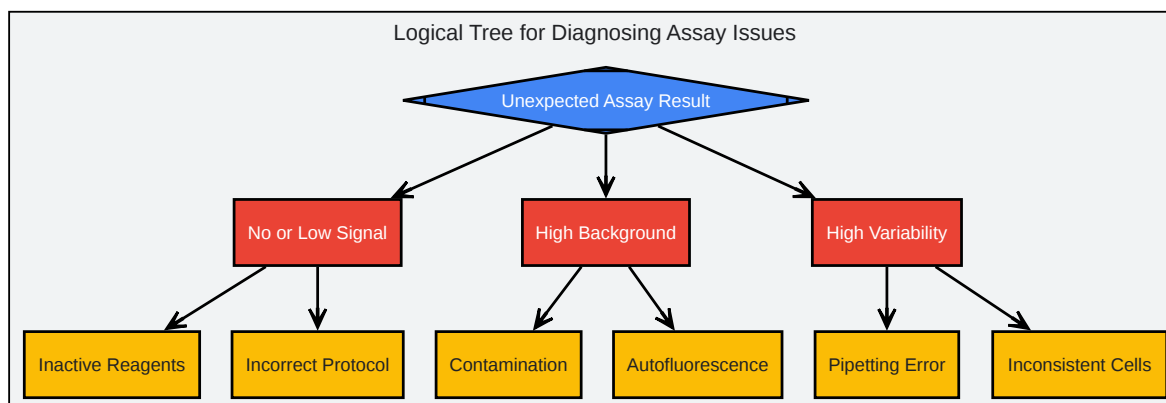 Logical Tree for Diagnosing Assay Issues
Unexpected Assay Result
No or Low Signal
High Background
High Variability
Inactive Reagents
Incorrect Protocol
Contamination
Autofluorescence
Pipetting Error
Inconsistent Cells